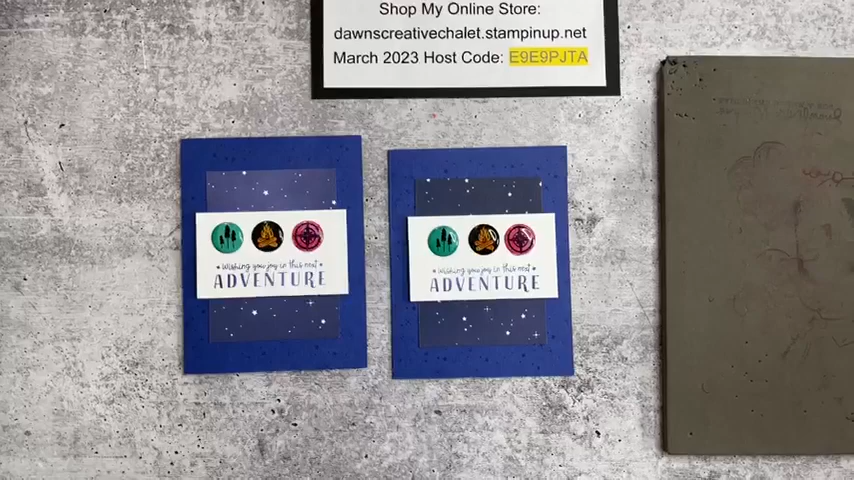 Shop My Online Store:
dawnscreativechalet.stampinup.net
March 2023 Host Code: E9E9PJTA
wishing you joy in this next
ADVENTURE
wishing you joy in this next
ADVENTURE